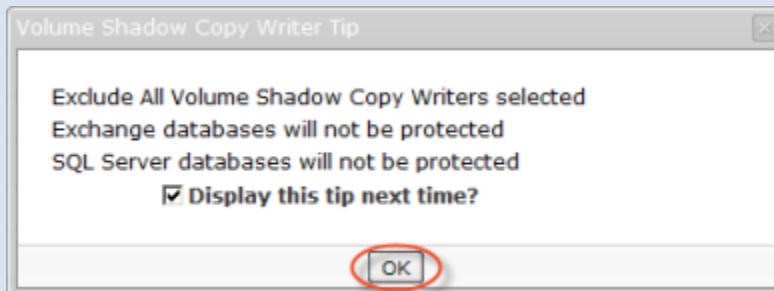 Volume Shadow Copy Writer Tip
Exclude All Volume Shadow Copy Writers selected
Exchange databases will not be protected
SQL Server databases will not be protected
Display this tip next time?
OK